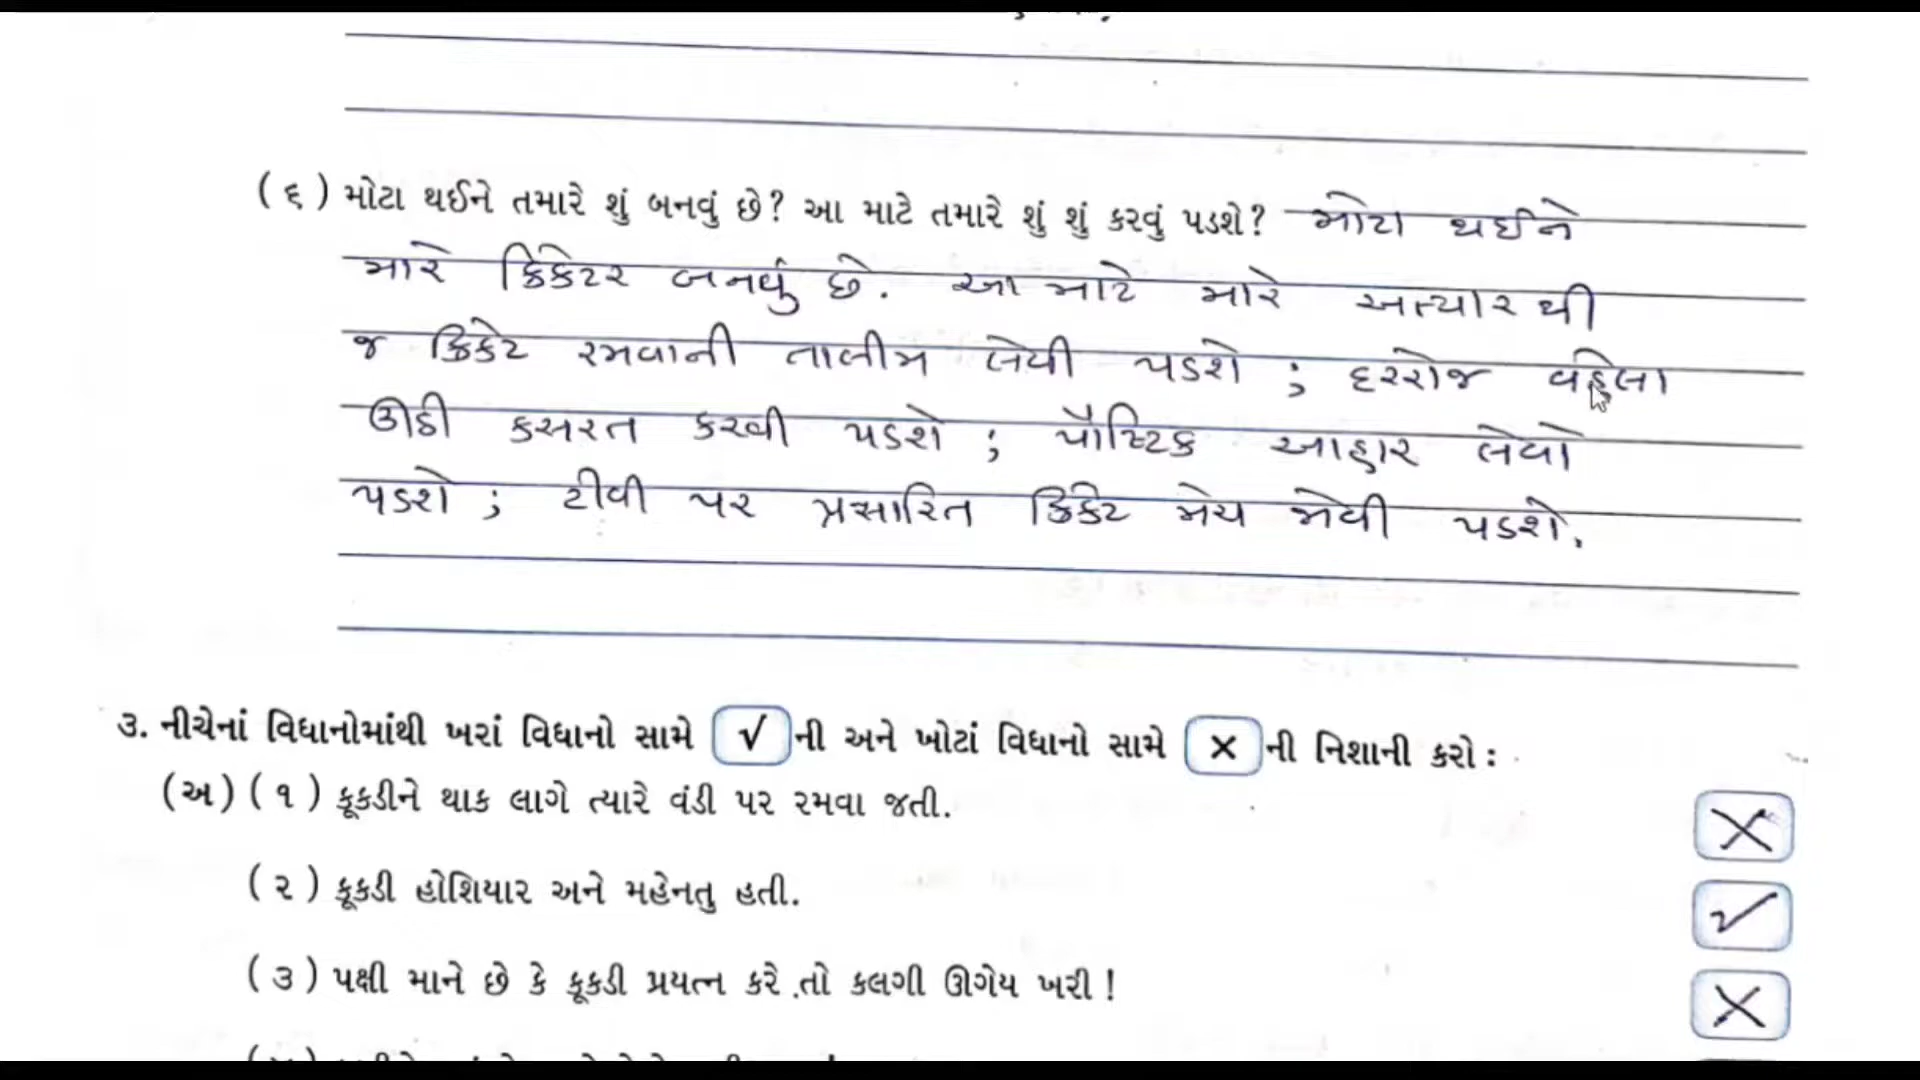 (૬) મોટા થઈને તમારે શું બનવું છે? આ માટે તમારે શું શું કરવું પડશે? મોટા થઈને
મારે ક્રિકેટર બનવું છે. આ માટે મારે અત્યાર થી
જ ક્રિકેટ રમવાની તાલીમ લેવી પડશે ; દરરોજ વહેલા
ઊઠી કસરત કરવી પડશે ; પૌષ્ટિક આહાર લેવો
પડશે ; ટીવી પર પ્રસારિત ક્રિકેટ મેચ જોવી પડશે.
૩. નીચેનાં વિધાનોમાંથી ખરાં વિધાનો સામે √ ની અને ખોટાં વિધાનો સામે × ની નિશાની કરો :
(અ) (૧) કૂકડીને થાક લાગે ત્યારે વંડી પર રમવા જતી. ×
(૨) કૂકડી હોશિયાર અને મહેનતુ હતી. ✓
(૩) પક્ષી માને છે કે કૂકડી પ્રયત્ન કરે તો કલગી ઊગેય ખરી ! ×